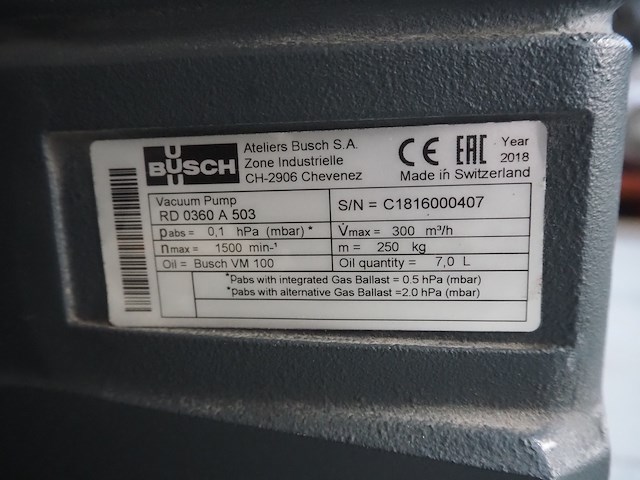 BUSCH
Ateliers Busch S.A.
Zone Industrielle
CH-2906 Chevenez
CE EAC Year
2018
Made in Switzerland
Vacuum Pump
RD 0360 A 503
S/N = C1816000407
pabs = 0,1 hPa (mbar) *
V̇max = 300 m³/h
nmax = 1500 min-¹
m = 250 kg
Oil = Busch VM 100
Oil quantity = 7,0 L
*Pabs with integrated Gas Ballast = 0.5 hPa (mbar)
*Pabs with alternative Gas Ballast =2.0 hPa (mbar)